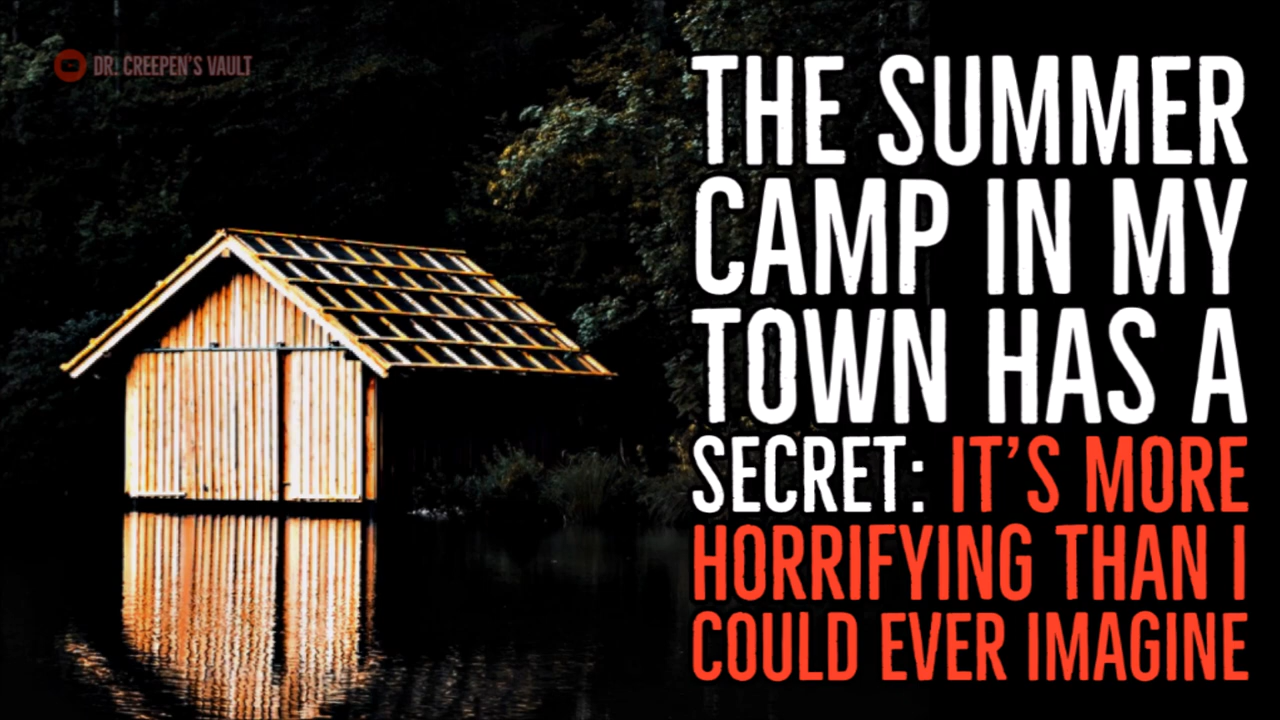 DR. CREEPEN'S VAULT
THE SUMMER
CAMP IN MY
TOWN HAS A
SECRET: IT'S MORE
HORRIFYING THAN I
COULD EVER IMAGINE